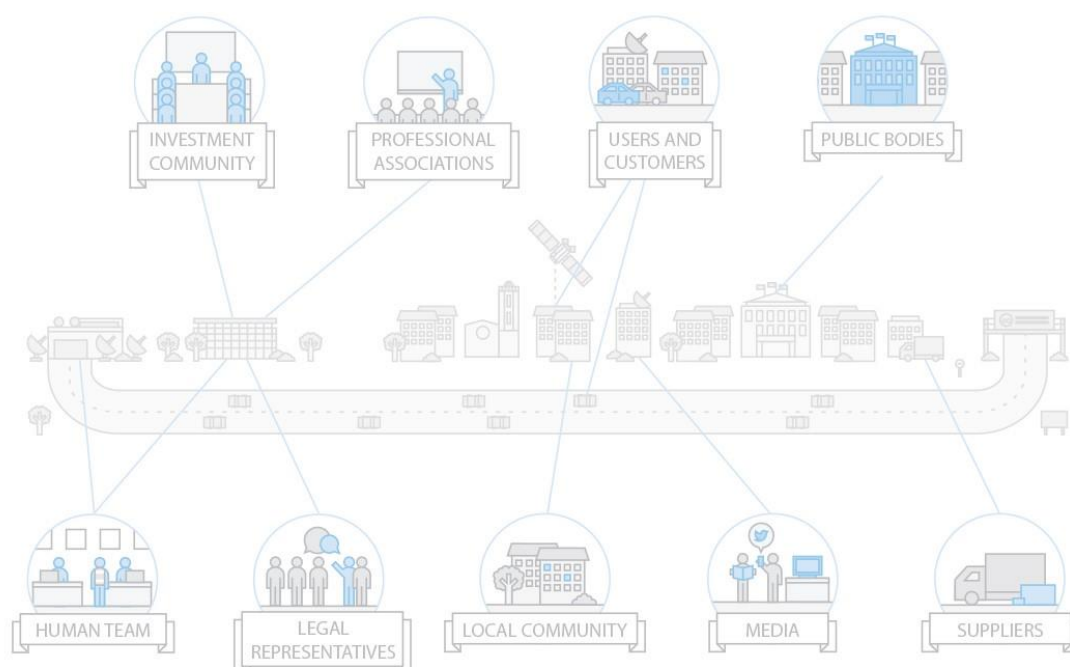 INVESTMENT
COMMUNITY
PROFESSIONAL
ASSOCIATIONS
USERS AND
CUSTOMERS
PUBLIC BODIES
HUMAN TEAM
LEGAL
REPRESENTATIVES
LOCAL COMMUNITY
MEDIA
SUPPLIERS